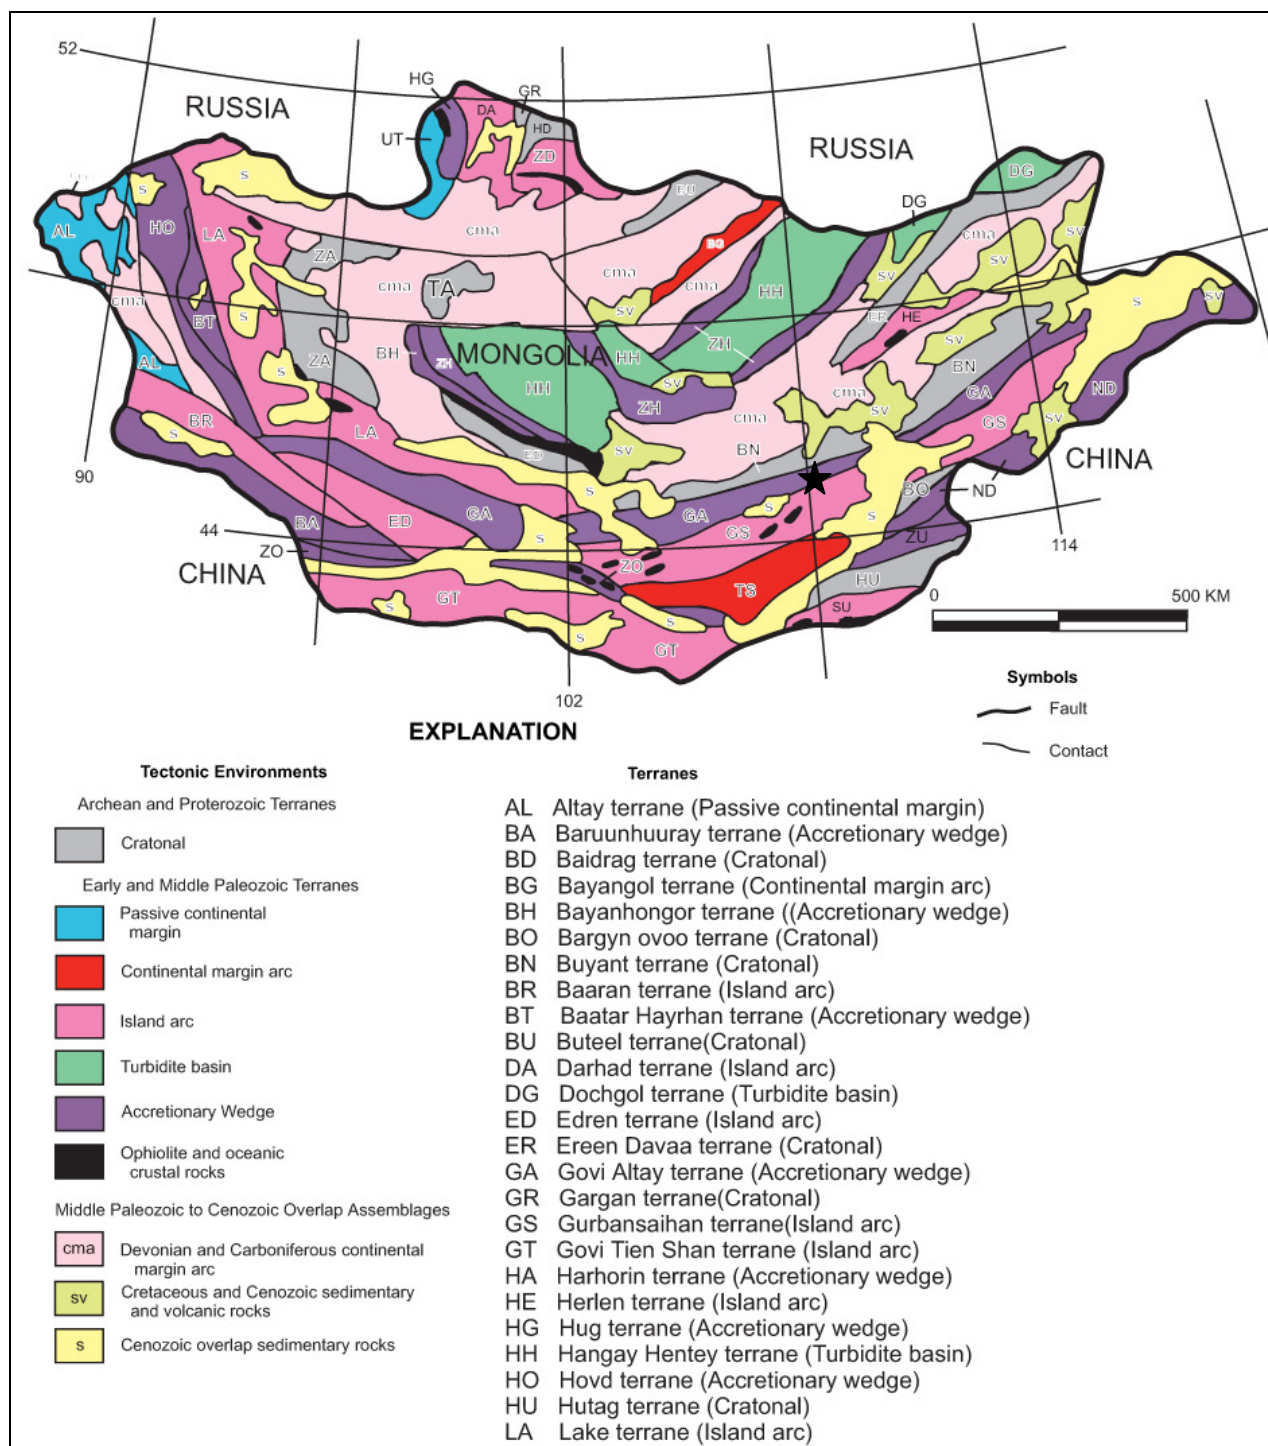 52
HG
GR
RUSSIA
DA
HD
UT
ZD
RUSSIA
DG
s
s
DG
AL
HO
LA
cma
cma
sv
ZA
cma
TA
cma
BG
cma
HH
sv
sv
s
sv
cma
BT
s
sv
ER
HE
ZH
sv
BH
MONGOLIA
HH
AL
ZA
s
ZH
HH
sv
BN
ND
cma
GA
BR
LA
ZH
cma
sv
GS
sv
s
ED
sv
BN
CHINA
90
BO
ND
GA
GA
s
s
BA
ED
GS
44
s
ZU
114
ZO
ZO
CHINA
HU
GT
s
TS
SU
s
s
GT
0
500 KM
102
Symbols
Fault
Contact
EXPLANATION
Tectonic Environments
Archean and Proterozoic Terranes
Cratonal
Early and Middle Paleozoic Terranes
Passive continental
margin
Continental margin arc
Island arc
Turbidite basin
Accretionary Wedge
Ophiolite and oceanic
crustal rocks
Middle Paleozoic to Cenozoic Overlap Assemblages
cma Devonian and Carboniferous continental
margin arc
sv Cretaceous and Cenozoic sedimentary
and volcanic rocks
s Cenozoic overlap sedimentary rocks
Terranes
AL Altay terrane (Passive continental margin)
BA Baruunhuuray terrane (Accretionary wedge)
BD Baidrag terrane (Cratonal)
BG Bayangol terrane (Continental margin arc)
BH Bayanhongor terrane ((Accretionary wedge)
BO Bargyn ovoo terrane (Cratonal)
BN Buyant terrane (Cratonal)
BR Baaran terrane (Island arc)
BT Baatar Hayrhan terrane (Accretionary wedge)
BU Buteel terrane(Cratonal)
DA Darhad terrane (Island arc)
DG Dochgol terrane (Turbidite basin)
ED Edren terrane (Island arc)
ER Ereen Davaa terrane (Cratonal)
GA Govi Altay terrane (Accretionary wedge)
GR Gargan terrane(Cratonal)
GS Gurbansaihan terrane(Island arc)
GT Govi Tien Shan terrane (Island arc)
HA Harhorin terrane (Accretionary wedge)
HE Herlen terrane (Island arc)
HG Hug terrane (Accretionary wedge)
HH Hangay Hentey terrane (Turbidite basin)
HO Hovd terrane (Accretionary wedge)
HU Hutag terrane (Cratonal)
LA Lake terrane (Island arc)